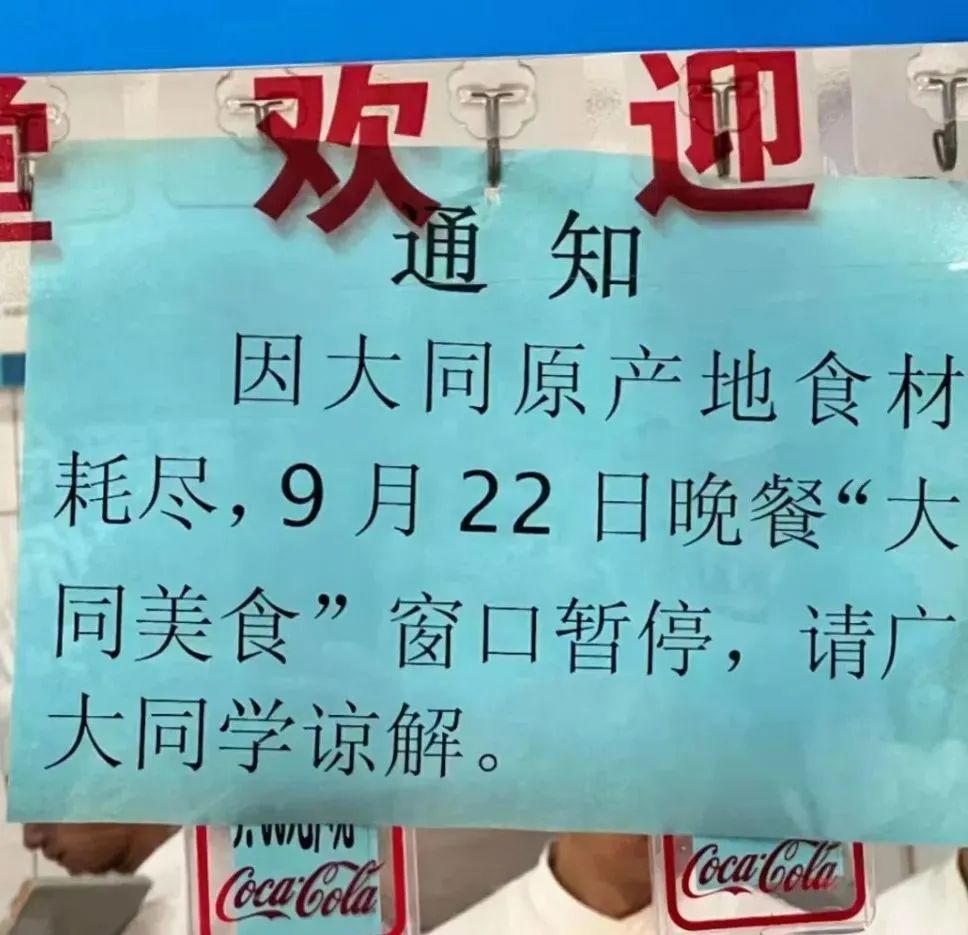 欢迎
通知
因大同原产地食材
耗尽，9月22日晚餐“大
同美食”窗口暂停，请广
大同学谅解。
Coca-Cola
Coca-Cola